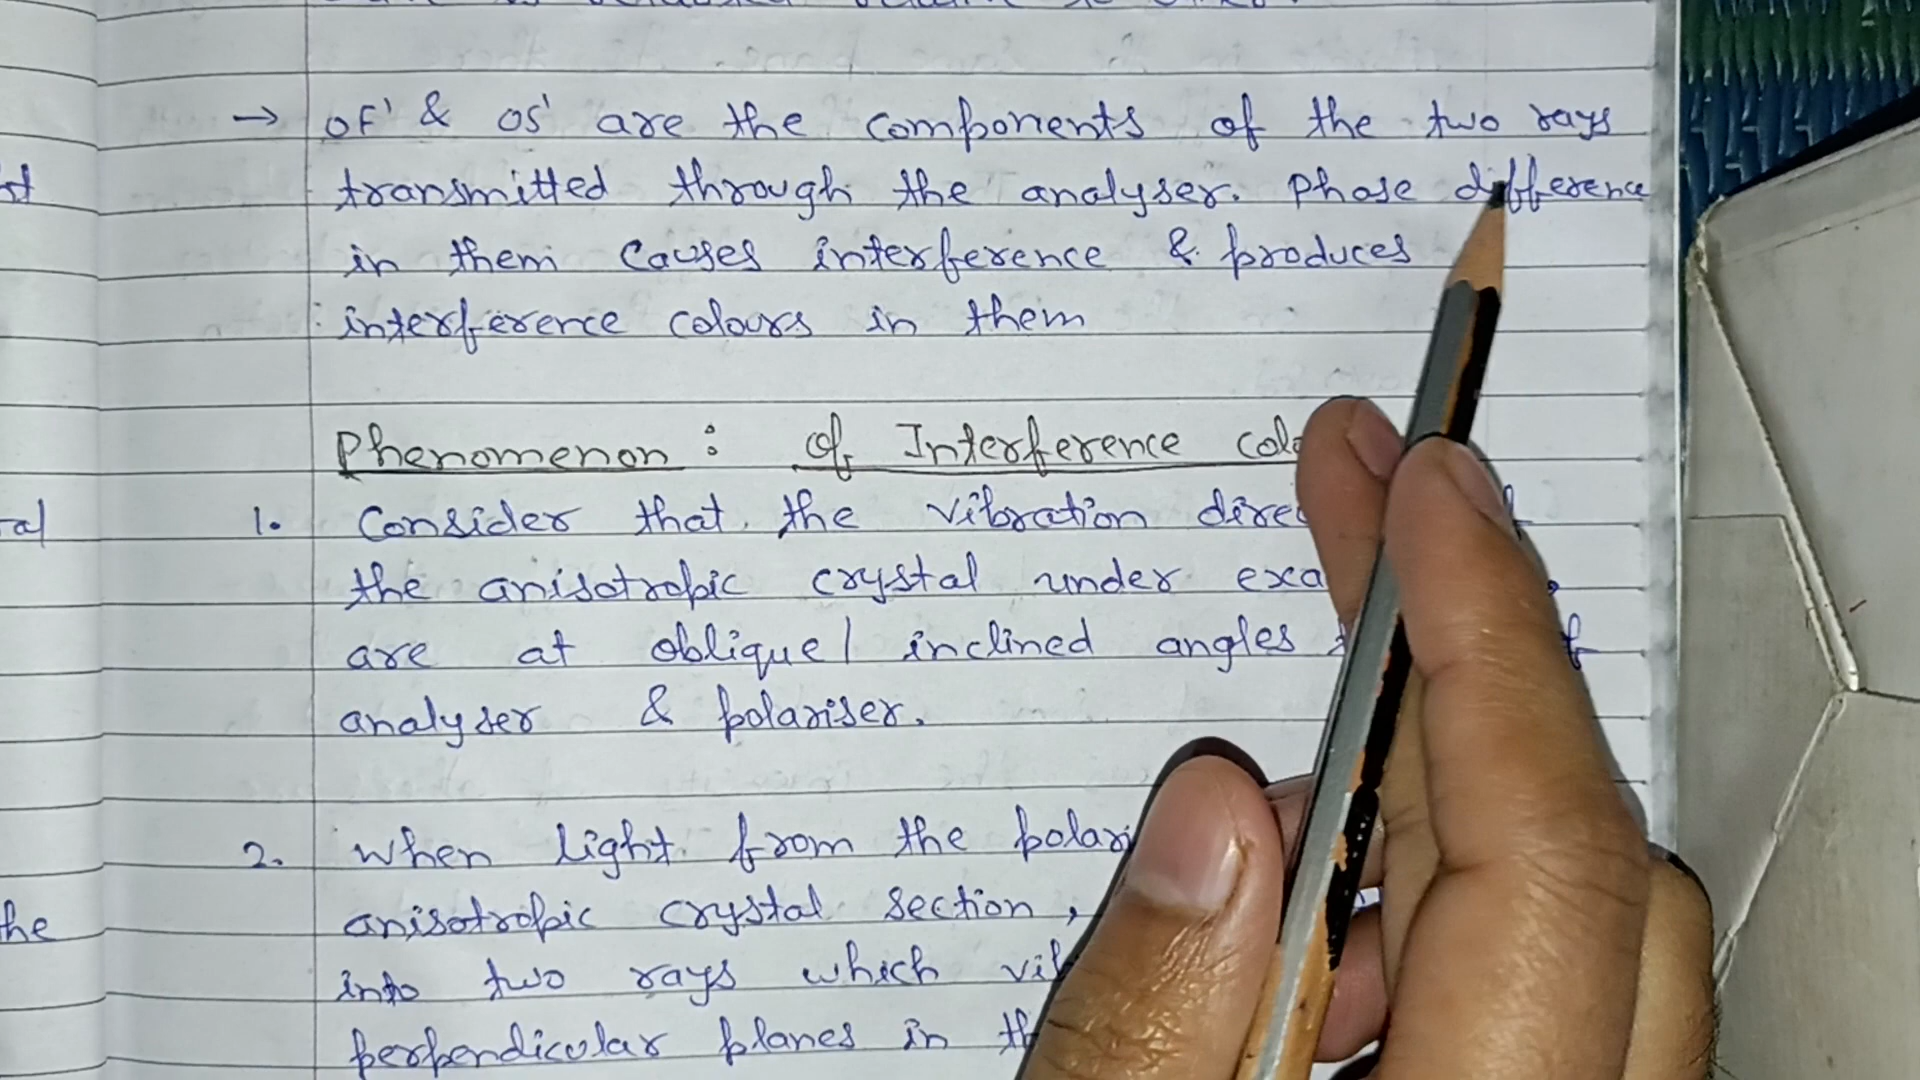 → OF' & OS' are the components of the two rays
st transmitted through the analyser. Phase difference
in them causes interference & produces
interference colours in them
Phenomenon : of Interference
1. Consider that the vibration
the anisotropic crystal under
are at oblique/ inclined angles
analyser & polariser.
2. When light from the
the anisotropic crystal section,
into two rays which
perpendicular planes in